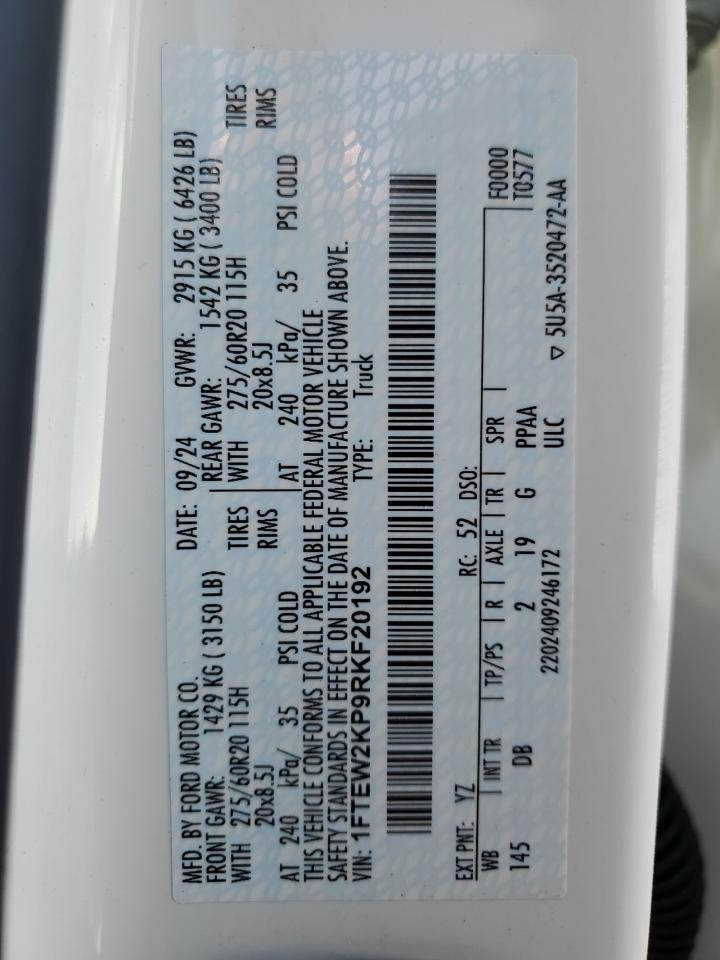 MFD. BY FORD MOTOR CO. DATE: 09/24 GVWR: 2915 KG ( 6426 LB)
FRONT GAWR: 1429 KG ( 3150 LB) REAR GAWR: 1542 KG ( 3400 LB)
WITH 275/60R20 115H TIRES WITH 275/60R20 115H TIRES
20x8.5J RIMS 20x8.5J RIMS
AT 240 kPa/ 35 PSI COLD AT 240 kPa/ 35 PSI COLD
THIS VEHICLE CONFORMS TO ALL APPLICABLE FEDERAL MOTOR VEHICLE
SAFETY STANDARDS IN EFFECT ON THE DATE OF MANUFACTURE SHOWN ABOVE.
VIN: 1FTEW2KP9RKF20192 TYPE: Truck
EXT PNT: YZ RC: 52 DSO:
WB INT TR TP/PS R AXLE TR SPR F0000
145 DB 2 19 G PPAA T0577
2202409246172 ULC ▽ 5U5A-3520472-AA